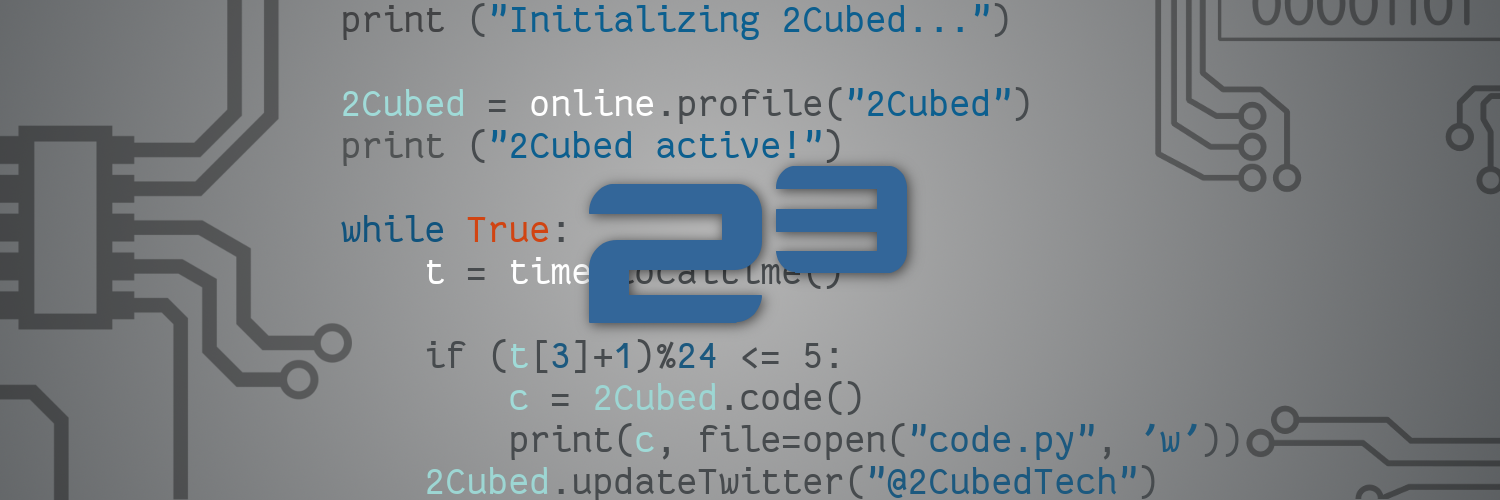 print ("Initializing 2Cubed...")
00001101
2Cubed = online.profile("2Cubed")
print ("2Cubed active!")
2³
while True:
t = time localtime()
if (t[3]+1)%24 <= 5:
c = 2Cubed.code()
print(c, file=open("code.py", 'w'))
2Cubed.updateTwitter("@2CubedTech")